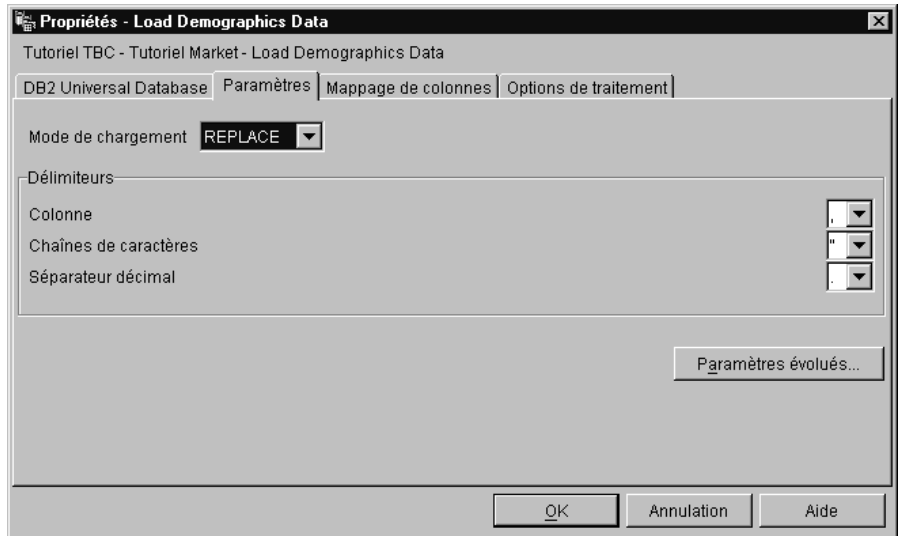 Propriétés - Load Demographics Data
Tutoriel TBC - Tutoriel Market - Load Demographics Data
DB2 Universal Database Paramètres Mappage de colonnes Options de traitement
Mode de chargement REPLACE
Délimiteurs
Colonne ,
Chaînes de caractères "
Séparateur décimal .
Paramètres évolués...
OK Annulation Aide